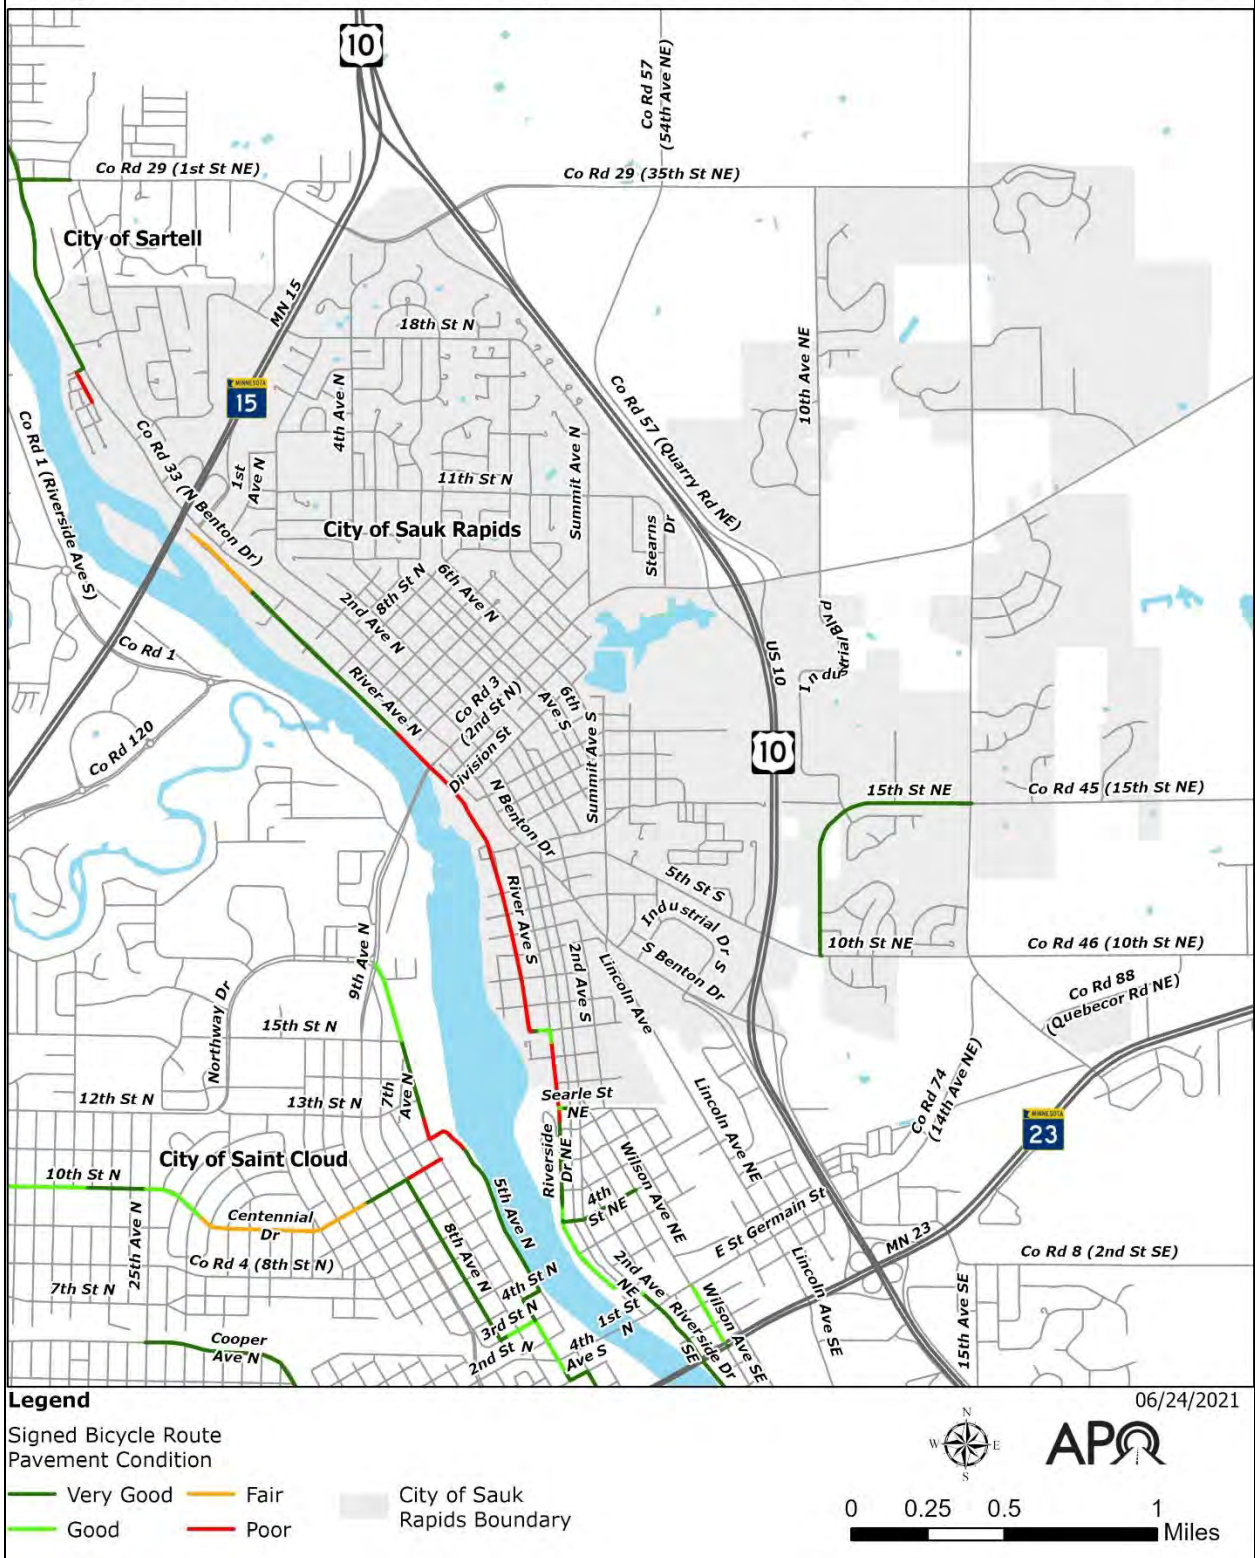 10
Co Rd 57
(54th Ave NE)
Co Rd 29 (1st St NE)
Co Rd 29 (35th St NE)
City of Sartell
MN 15
18th St N
MINNESOTA
15
4th Ave N
10th Ave NE
Co Rd 57 (Quarry Rd NE)
Co Rd 1 (Riverside Ave S)
Co Rd 33 (N Benton Dr)
1st
Ave N
11th St N
Summit Ave N
Stearns
Dr
City of Sauk Rapids
8th St N
6th Ave N
2nd Ave N
Industrial Blvd
US 10
Co Rd 1
River Ave N
Co Rd 3
(2nd St N)
6th
Ave S
Division St
Summit Ave S
Co Rd 120
10
N Benton Dr
15th St NE
Co Rd 45 (15th St NE)
5th St S
River Ave S
Industrial Dr S
10th St NE
Co Rd 46 (10th St NE)
2nd Ave S
Lincoln Ave
S Benton Dr
9th Ave N
Northway Dr
Co Rd 88
(Quebecor Rd NE)
15th St N
Co Rd 74
(14th Ave NE)
12th St N
13th St N
7th
Ave N
Searle St
NE
Lincoln Ave NE
MINNESOTA
23
City of Saint Cloud
Riverside
Dr NE
Wilson Ave NE
10th St N
4th
St NE
Centennial
Dr
25th Ave N
5th Ave N
8th Ave N
E St Germain St
MN 23
Co Rd 4 (8th St N)
Co Rd 8 (2nd St SE)
7th St N
4th St N
3rd St N
2nd St N
2nd Ave
NE
1st St
N
4th
Ave S
Riverside Dr
SE
Wilson Ave SE
Lincoln Ave SE
15th Ave SE
Cooper
Ave N
Legend
06/24/2021
Signed Bicycle Route
Pavement Condition
Very Good
Fair
Good
Poor
City of Sauk
Rapids Boundary
N
W
E
S
APO
0 0.25 0.5 1
Miles